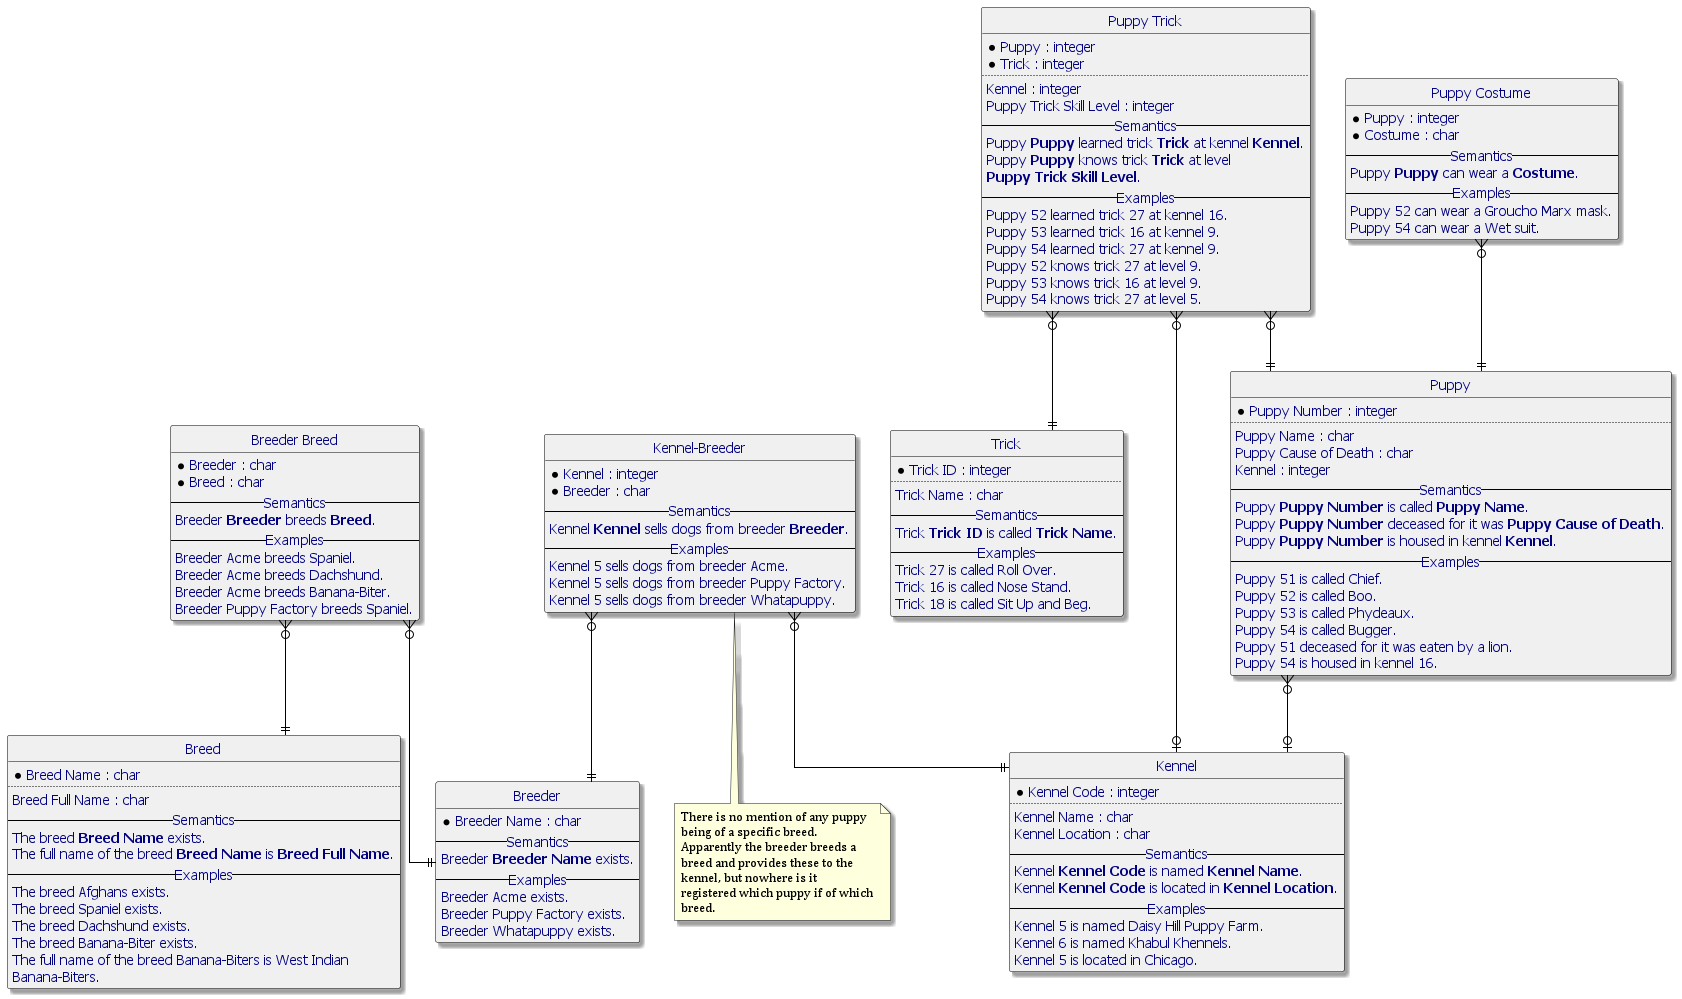 Puppy Trick
Puppy : integer
Trick : integer
Kennel : integer
Puppy Trick Skill Level : integer
Semantics
Puppy Puppy learned trick Trick at kennel Kennel.
Puppy Puppy knows trick Trick at level
Puppy Trick Skill Level.
Examples
Puppy 52 learned trick 27 at kennel 16.
Puppy 53 learned trick 16 at kennel 9.
Puppy 54 learned trick 27 at kennel 9.
Puppy 52 knows trick 27 at level 9.
Puppy 53 knows trick 16 at level 9.
Puppy 54 knows trick 27 at level 5.
Puppy Costume
Puppy : integer
Costume : char
Semantics
Puppy Puppy can wear a Costume.
Examples
Puppy 52 can wear a Groucho Marx mask.
Puppy 54 can wear a Wet suit.
Breeder Breed
Breeder : char
Breed : char
Semantics
Breeder Breeder breeds Breed.
Examples
Breeder Acme breeds Spaniel.
Breeder Acme breeds Dachshund.
Breeder Acme breeds Banana-Biter.
Breeder Puppy Factory breeds Spaniel.
Kennel-Breeder
Kennel : integer
Breeder : char
Semantics
Kennel Kennel sells dogs from breeder Breeder.
Examples
Kennel 5 sells dogs from breeder Acme.
Kennel 5 sells dogs from breeder Puppy Factory.
Kennel 5 sells dogs from breeder Whatapuppy.
Trick
Trick ID : integer
Trick Name : char
Semantics
Trick Trick ID is called Trick Name.
Examples
Trick 27 is called Roll Over.
Trick 16 is called Nose Stand.
Trick 18 is called Sit Up and Beg.
Puppy
Puppy Number : integer
Puppy Name : char
Puppy Cause of Death : char
Kennel : integer
Semantics
Puppy Puppy Number is called Puppy Name.
Puppy Puppy Number deceased for it was Puppy Cause of Death.
Puppy Puppy Number is housed in kennel Kennel.
Examples
Puppy 51 is called Chief.
Puppy 52 is called Boo.
Puppy 53 is called Phydeaux.
Puppy 54 is called Bugger.
Puppy 51 deceased for it was eaten by a lion.
Puppy 54 is housed in kennel 16.
Breed
Breed Name : char
Breed Full Name : char
Semantics
The breed Breed Name exists.
The full name of the breed Breed Name is Breed Full Name.
Examples
The breed Afghans exists.
The breed Spaniel exists.
The breed Dachshund exists.
The breed Banana-Biter exists.
The full name of the breed Banana-Biters is West Indian
Banana-Biters.
Breeder
Breeder Name : char
Semantics
Breeder Breeder Name exists.
Examples
Breeder Acme exists.
Breeder Puppy Factory exists.
Breeder Whatapuppy exists.
There is no mention of any puppy
being of a specific breed.
Apparently the breeder breeds a
breed and provides these to the
kennel, but nowhere is it
registered which puppy if of which
breed.
Kennel
Kennel Code : integer
Kennel Name : char
Kennel Location : char
Semantics
Kennel Kennel Code is named Kennel Name.
Kennel Kennel Code is located in Kennel Location.
Examples
Kennel 5 is named Daisy Hill Puppy Farm.
Kennel 6 is named Khabul Khennels.
Kennel 5 is located in Chicago.